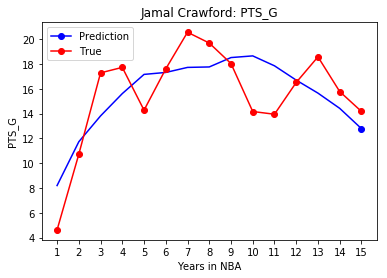 Jamal Crawford: PTS_G
Prediction
True
PTS_G
20
18
16
14
12
10
8
6
4
1 2 3 4 5 6 7 8 9 10 11 12 13 14 15
Years in NBA